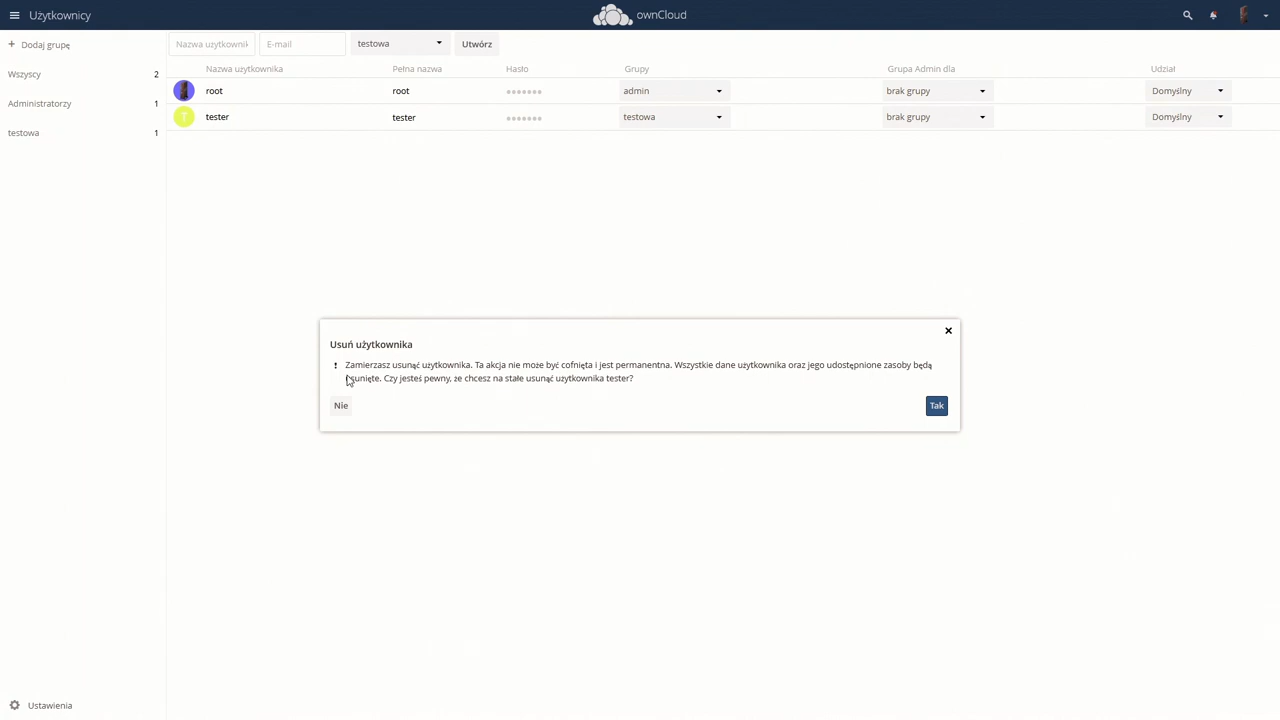 Użytkownicy
ownCloud
Dodaj grupę
Wszyscy 2
Administratorzy 1
testowa 1
Nazwa użytkowni E-mail testowa Utwórz
Nazwa użytkownika Pełna nazwa Hasło Grupy Grupa Admin dla Udział
root root ●●●●●●● admin brak grupy Domyślny
T tester tester ●●●●●●● testowa brak grupy Domyślny
Usuń użytkownika
Zamierzasz usunąć użytkownika. Ta akcja nie może być cofnięta i jest permanentna. Wszystkie dane użytkownika oraz jego udostępnione zasoby będą
usunięte. Czy jesteś pewny, że chcesz na stałe usunąć użytkownika tester?
Nie Tak
Ustawienia